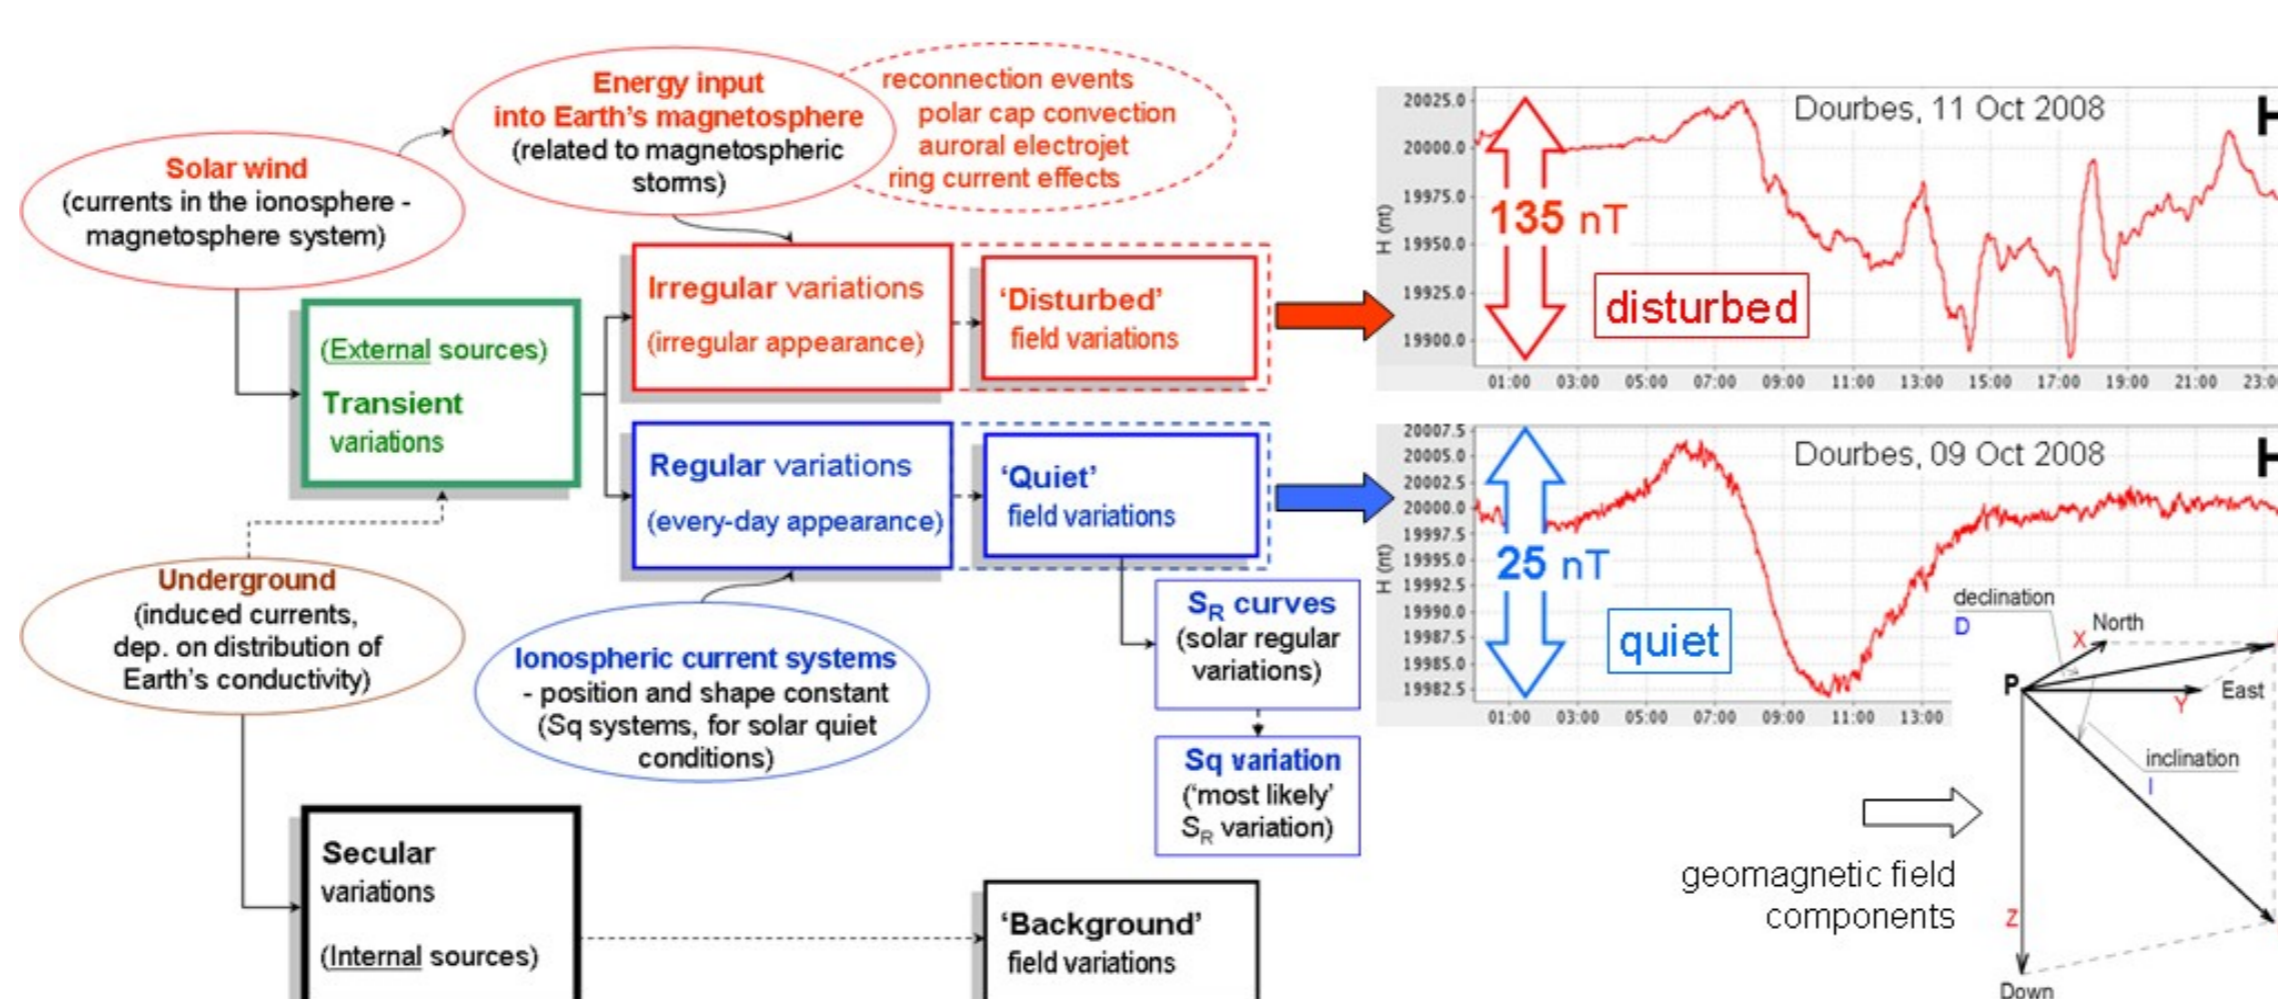 Energy input
into Earth's magnetosphere
(related to magnetospheric
storms)
reconnection events
polar cap convection
auroral electrojet
ring current effects
Solar wind
(currents in the ionosphere -
magnetosphere system)
(External sources)
Transient
variations
Irregular variations
(irregular appearance)
'Disturbed'
field variations
Regular variations
(every-day appearance)
'Quiet'
field variations
Underground
(induced currents,
dep. on distribution of
Earth's conductivity)
Ionospheric current systems
- position and shape constant
(Sq systems, for solar quiet
conditions)
SR curves
(solar regular
variations)
Sq variation
('most likely'
SR variation)
Secular
variations
(Internal sources)
'Background'
field variations
Dourbes, 11 Oct 2008
H
20025.0
20000.0
19975.0
19950.0
19925.0
19900.0
H (nt)
135 nT
disturbed
01:00 03:00 05:00 07:00 09:00 11:00 13:00 15:00 17:00 19:00 21:00 23:0
Dourbes, 09 Oct 2008
H
20007.5
20005.0
20002.5
20000.0
19997.5
19995.0
19992.5
19990.0
19987.5
19985.0
19982.5
H (nt)
25 nT
quiet
01:00 03:00 05:00 07:00 09:00 11:00 13:00
declination
D
X
North
P
Y
East
inclination
I
Z
Down
geomagnetic field
components